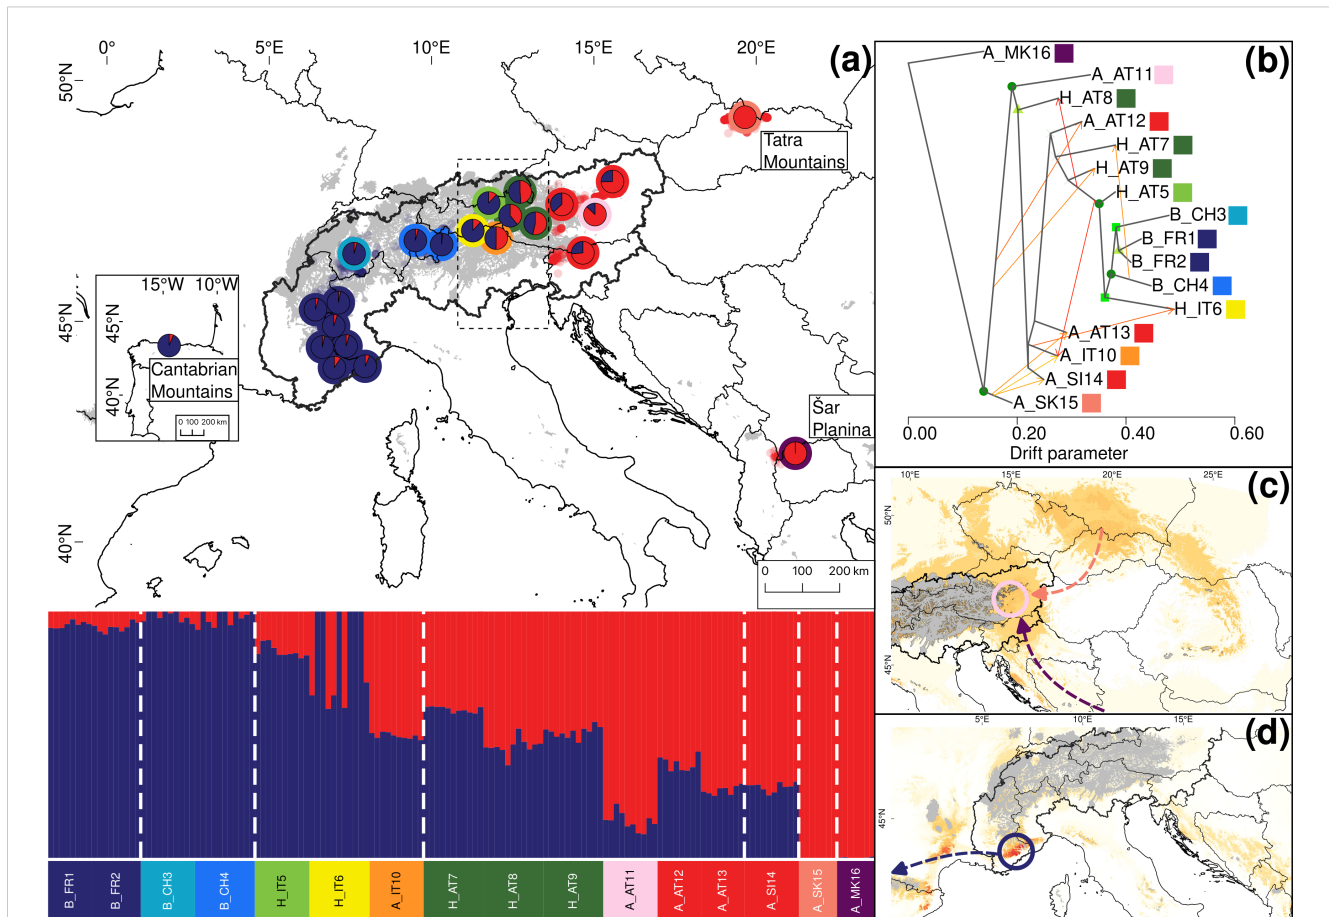 0°
5°E
10°E
15°E
20°E
(a)
50°N
45°N
40°N
Tatra
Mountains
15°W
10°W
45°N
40°N
Cantabrian
Mountains
0 100 200 km
Šar
Planina
0 100 200 km
B_FR1
B_FR2
B_CH3
B_CH4
H_IT5
H_IT6
A_IT10
H_AT7
H_AT8
H_AT9
A_AT11
A_AT12
A_AT13
A_SI14
A_SK15
A_MK16
(b)
A_MK16
A_AT11
H_AT8
A_AT12
H_AT7
H_AT9
H_AT5
B_CH3
B_FR1
B_FR2
B_CH4
H_IT6
A_AT13
A_IT10
A_SI14
A_SK15
0.00
0.20
0.40
0.60
Drift parameter
(c)
10°E
15°E
20°E
25°E
50°N
45°N
(d)
5°E
10°E
15°E
45°N